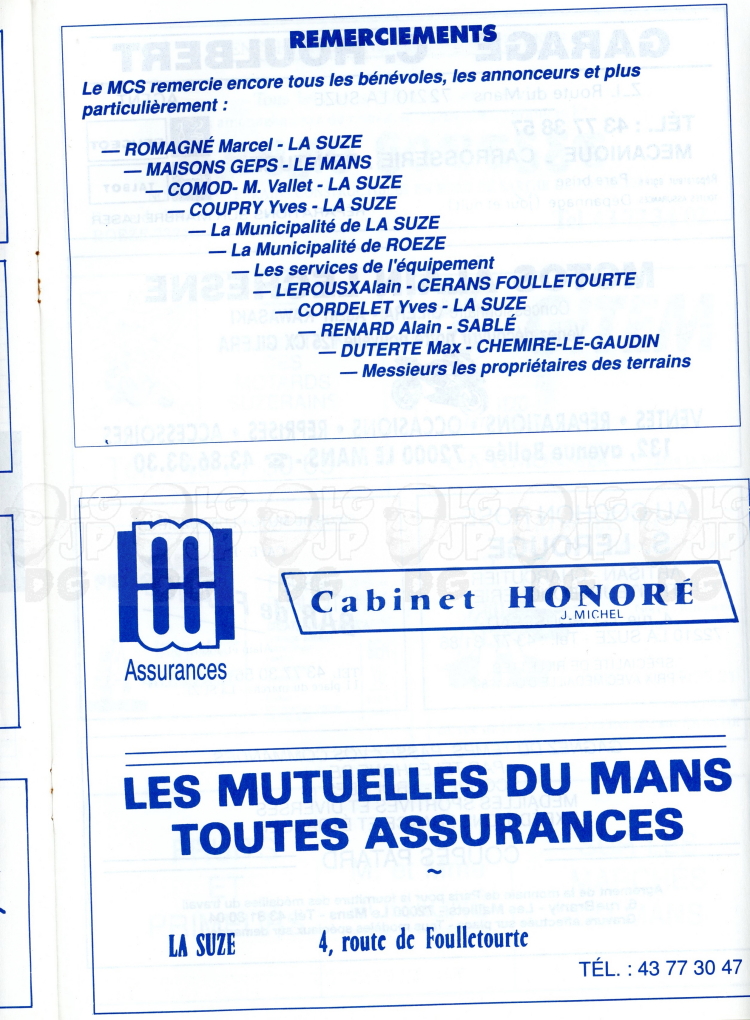 REMERCIEMENTS
Le MCS remercie encore tous les bénévoles, les annonceurs et plus
particulièrement :
— ROMAGNÉ Marcel - LA SUZE
— MAISONS GEPS - LE MANS
— COMOD- M. Vallet - LA SUZE
— COUPRY Yves - LA SUZE
— La Municipalité de LA SUZE
— La Municipalité de ROEZE
— Les services de l'équipement
— LEROUSXAlain - CERANS FOULLETOURTE
— CORDELET Yves - LA SUZE
— RENARD Alain - SABLÉ
— DUTERTE Max - CHEMIRE-LE-GAUDIN
— Messieurs les propriétaires des terrains
Assurances
Cabinet HONORÉ
J. MICHEL
LES MUTUELLES DU MANS
TOUTES ASSURANCES
~
LA SUZE 4, route de Foulletourte
TÉL. : 43 77 30 47
LG JP DG